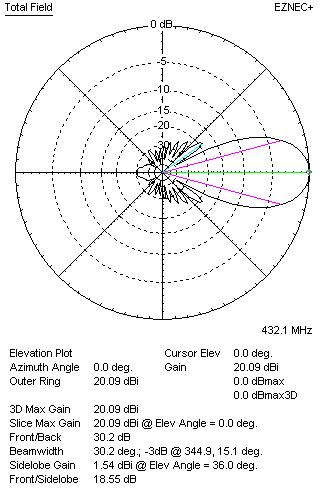 Total Field EZNEC+
0 dB
-5
-10
-15
-20
-30
432.1 MHz
Elevation Plot Cursor Elev 0.0 deg.
Azimuth Angle 0.0 deg. Gain 20.09 dBi
Outer Ring 20.09 dBi 0.0 dBmax
0.0 dBmax3D
3D Max Gain 20.09 dBi
Slice Max Gain 20.09 dBi @ Elev Angle = 0.0 deg.
Front/Back 30.2 dB
Beamwidth 30.2 deg.; -3dB @ 344.9, 15.1 deg.
Sidelobe Gain 1.54 dBi @ Elev Angle = 36.0 deg.
Front/Sidelobe 18.55 dB